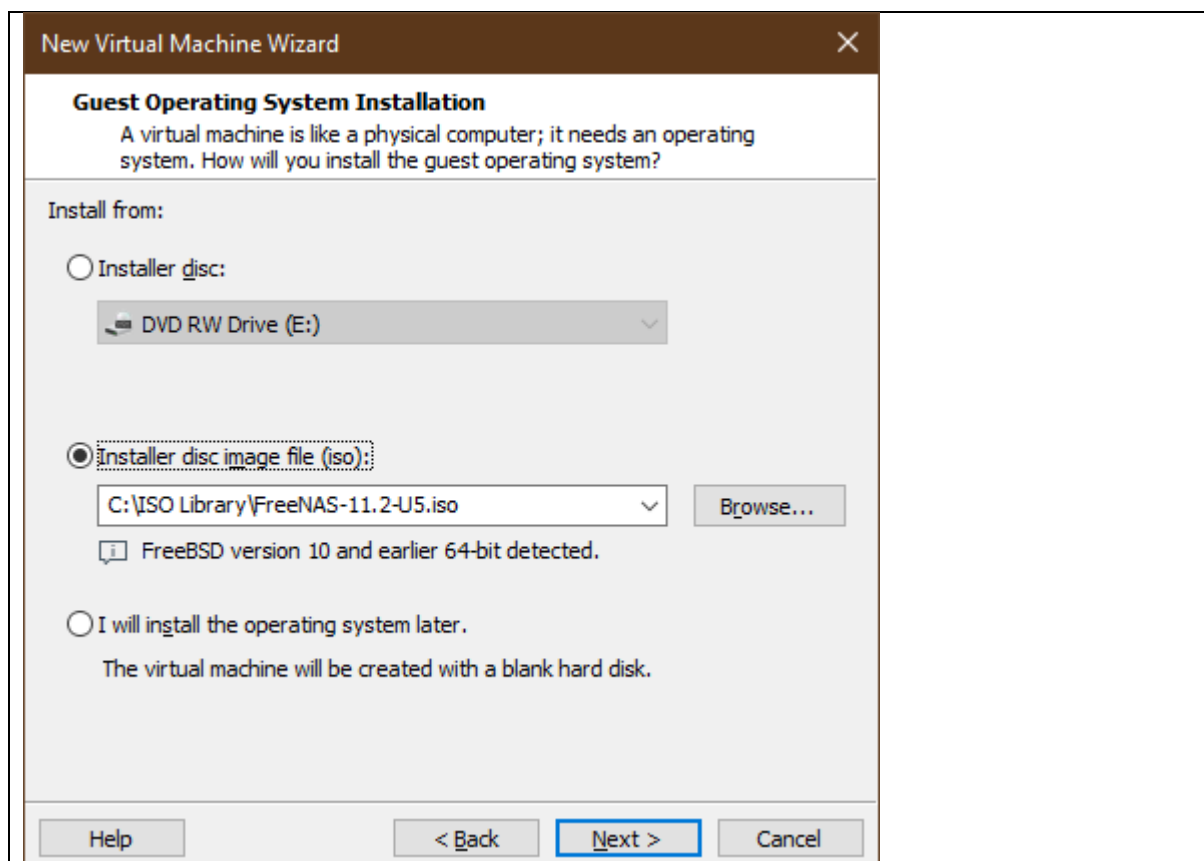 New Virtual Machine Wizard
Guest Operating System Installation
A virtual machine is like a physical computer; it needs an operating
system. How will you install the guest operating system?
Install from:
Installer disc:
DVD RW Drive (E:)
Installer disc image file (iso):
C:\ISO Library\FreeNAS-11.2-U5.iso
Browse...
FreeBSD version 10 and earlier 64-bit detected.
I will install the operating system later.
The virtual machine will be created with a blank hard disk.
Help
< Back
Next >
Cancel